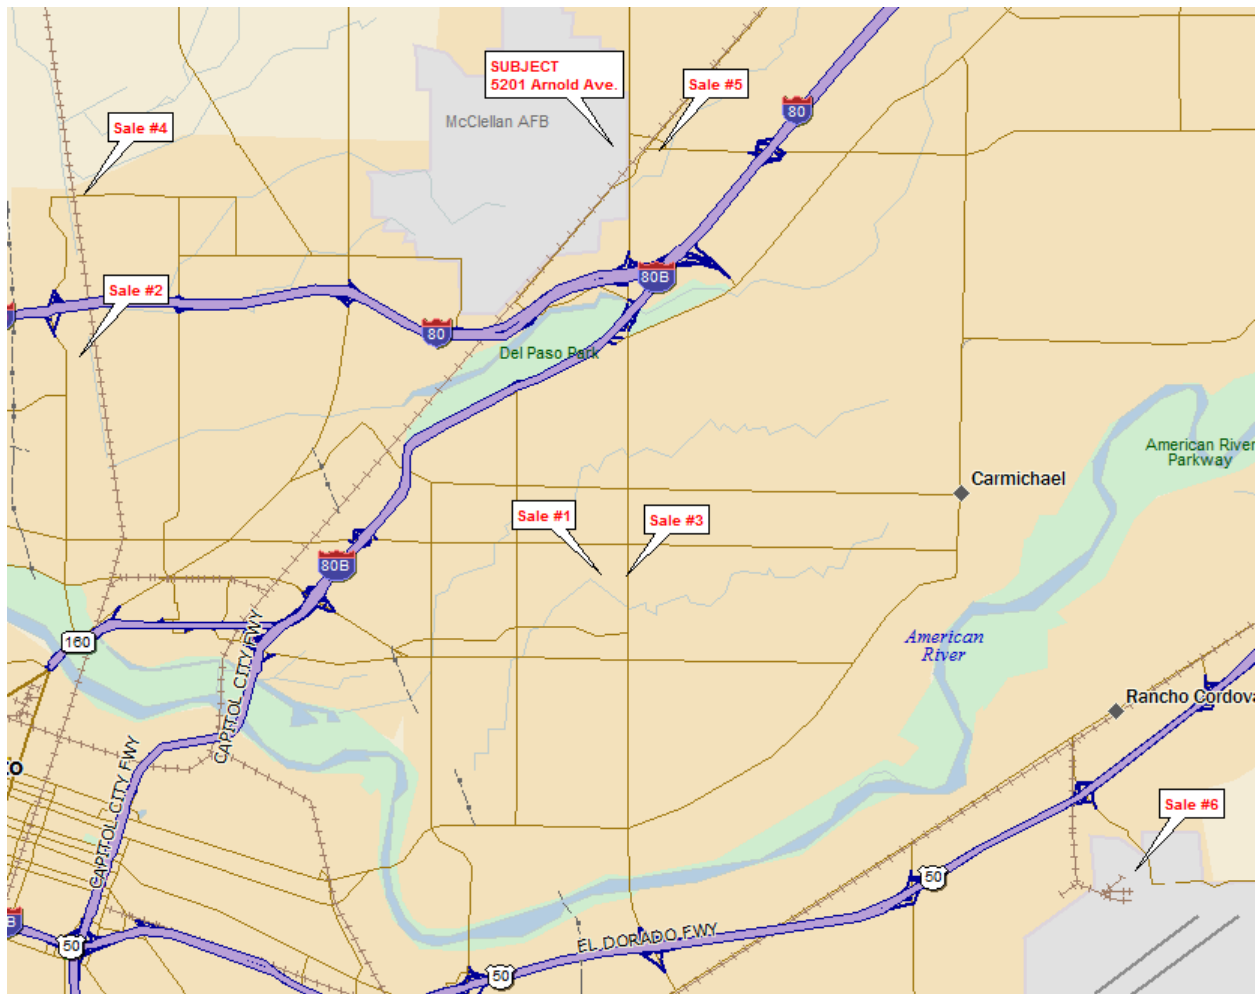 SUBJECT
5201 Arnold Ave.
Sale #5
80
McClellan AFB
Sale #4
80B
Sale #2
80
Del Paso Park
American River
Parkway
Carmichael
Sale #1
Sale #3
80B
160
American
River
CAPITOL CITY FWY
Rancho Cordova
CAPITOL CITY FWY
to
Sale #6
50
B
EL DORADO FWY
50
50